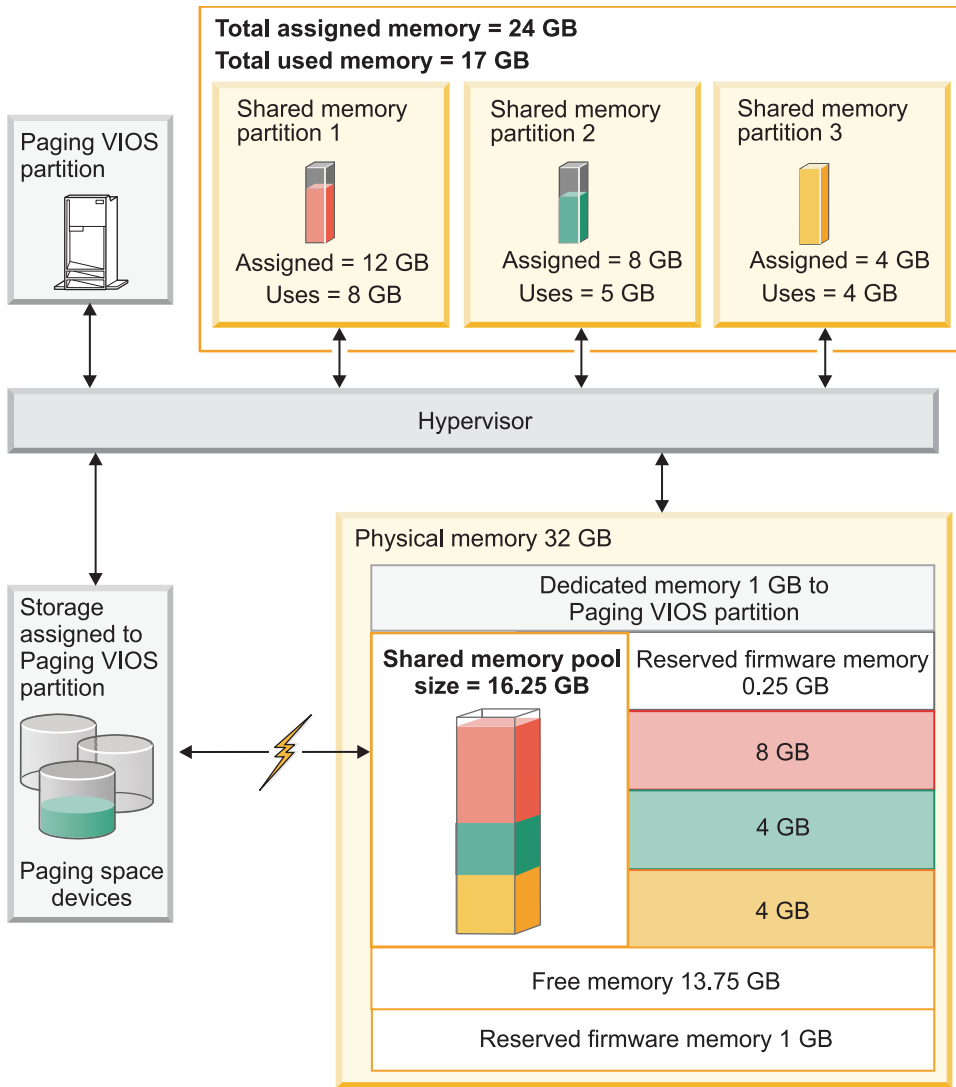 Total assigned memory = 24 GB
Total used memory = 17 GB
Paging VIOS
partition
Shared memory
partition 1
Assigned = 12 GB
Uses = 8 GB
Shared memory
partition 2
Assigned = 8 GB
Uses = 5 GB
Shared memory
partition 3
Assigned = 4 GB
Uses = 4 GB
Hypervisor
Storage
assigned to
Paging VIOS
partition
Paging space
devices
Physical memory 32 GB
Dedicated memory 1 GB to
Paging VIOS partition
Shared memory pool
size = 16.25 GB
Reserved firmware memory
0.25 GB
8 GB
4 GB
4 GB
Free memory 13.75 GB
Reserved firmware memory 1 GB